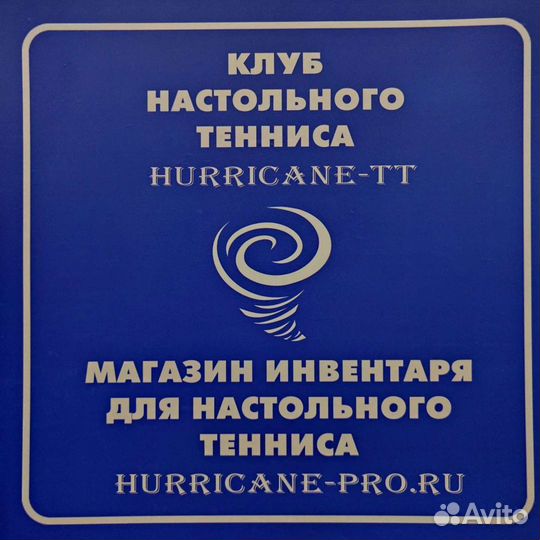 КЛУБ
НАСТОЛЬНОГО
ТЕННИСА
HURRICANE-TT
МАГАЗИН ИНВЕНТАРЯ
ДЛЯ НАСТОЛЬНОГО
ТЕННИСА
HURRICANE-PRO.RU
Avito